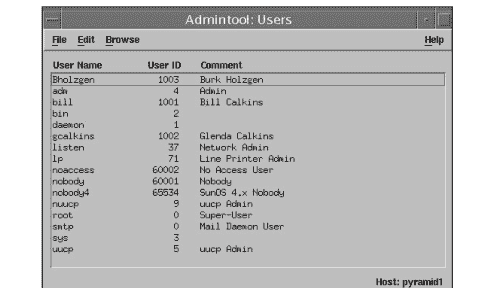 Admintool: Users
File Edit Browse Help
User Name User ID Comment
Bholzgen 1003 Burk Holzgen
adm 4 Admin
bill 1001 Bill Calkins
bin 2
daemon 1
gcalkins 1002 Glenda Calkins
listen 37 Network Admin
lp 71 Line Printer Admin
noaccess 60002 No Access User
nobody 60001 Nobody
nobody4 65534 SunOS 4.x Nobody
nuucp 9 uucp Admin
root 0 Super-User
smtp 0 Mail Daemon User
sys 3
uucp 5 uucp Admin
Host: pyramid1